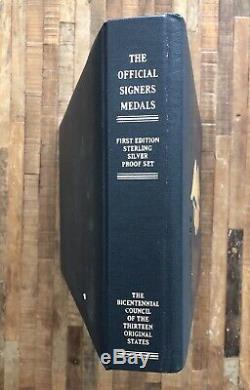 THE
OFFICIAL
SIGNERS
MEDALS
FIRST EDITION
STERLING
SILVER
PROOF SET
THE
BICENTENNIAL
COUNCIL
OF THE
THIRTEEN
ORIGINAL
STATES